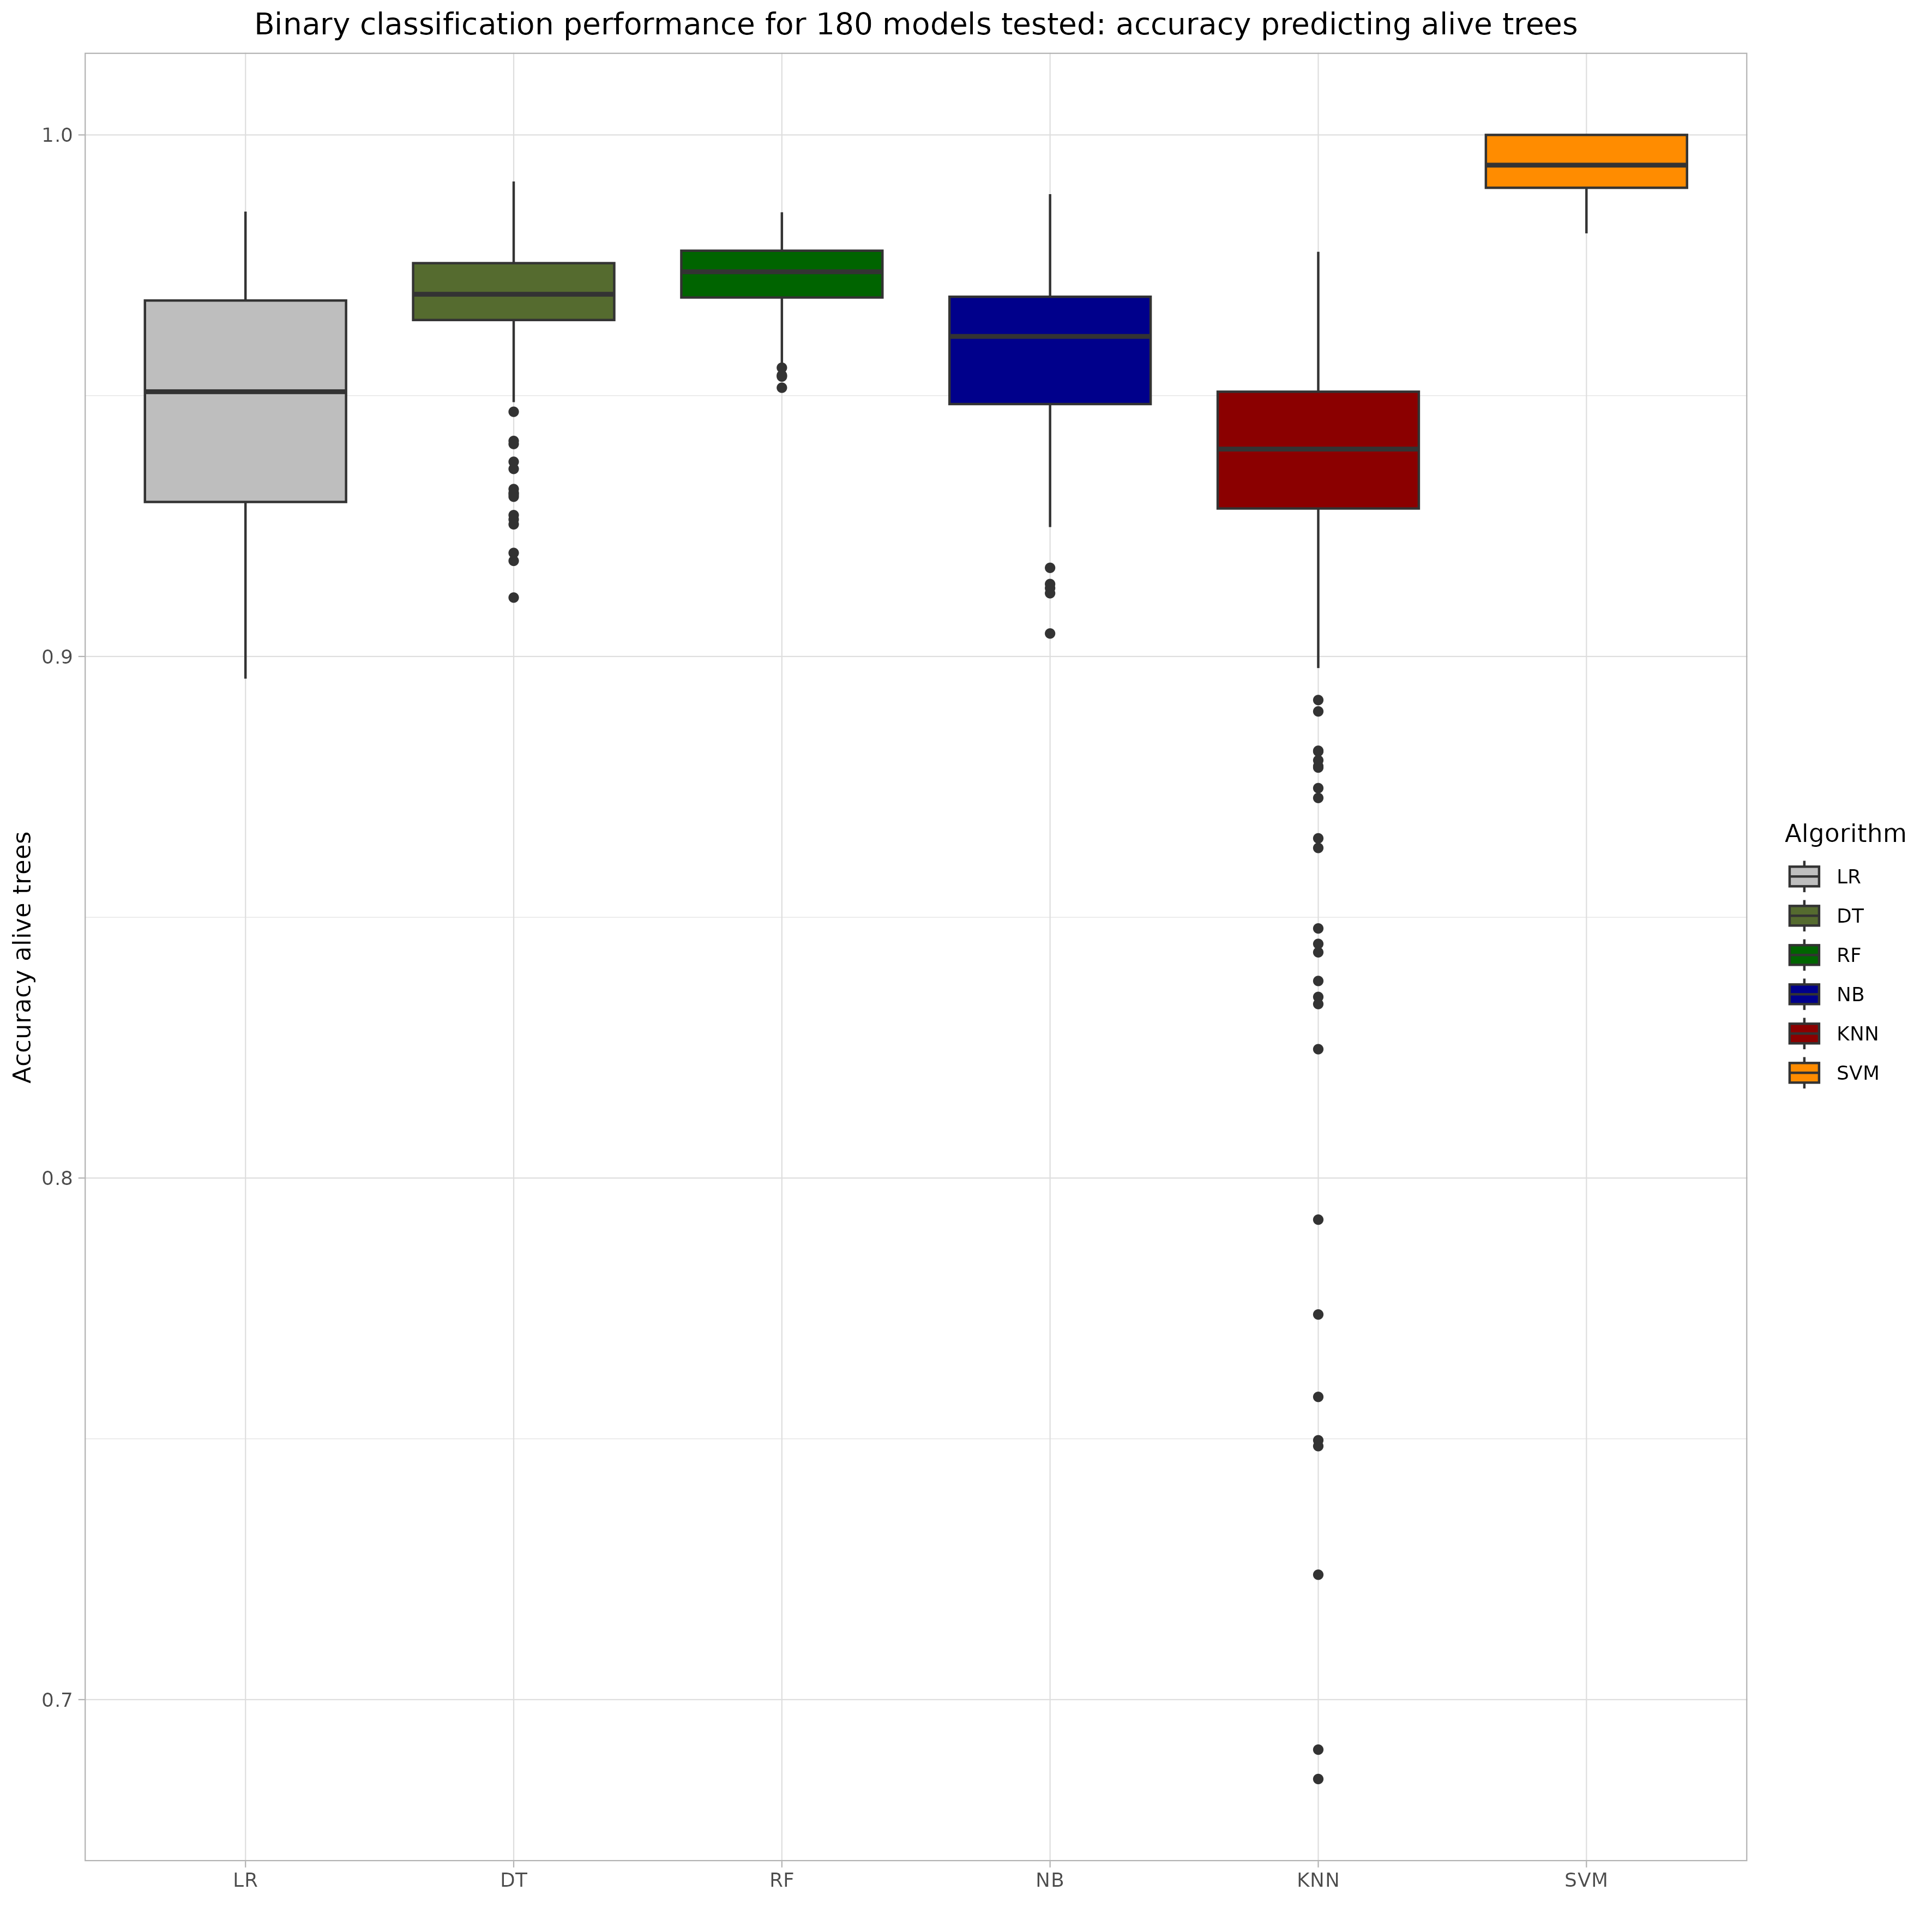 Binary classification performance for 180 models tested: accuracy predicting alive trees
Accuracy alive trees
1.0
0.9
0.8
0.7
LR
DT
RF
NB
KNN
SVM
Algorithm
LR
DT
RF
NB
KNN
SVM